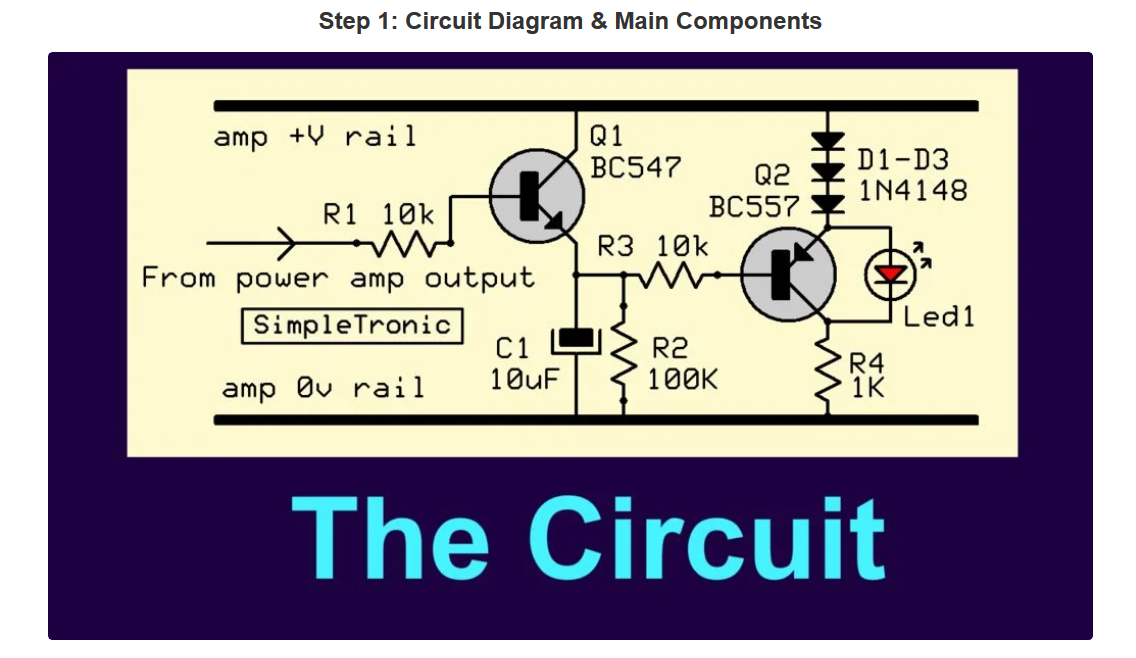 Step 1: Circuit Diagram & Main Components
amp +V rail
Q1
BC547
Q2
BC557
D1-D3
1N4148
R1 10k
R3 10k
From power amp output
SimpleTronic
Led1
C1
10uF
R2
100K
R4
1K
amp 0v rail
The Circuit